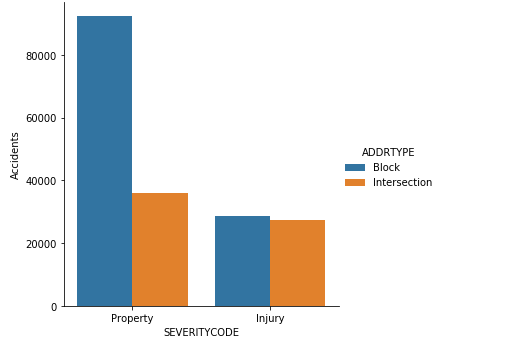 80000
60000
40000
20000
0
Accidents
Property
Injury
SEVERITYCODE
ADDRTYPE
Block
Intersection